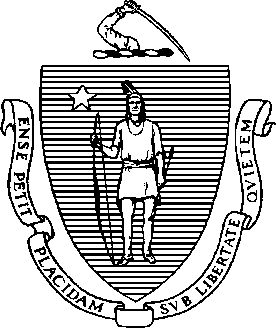 ENSE PETIT
PLACIDAM
SVB LIBERTATE
QVIETEM